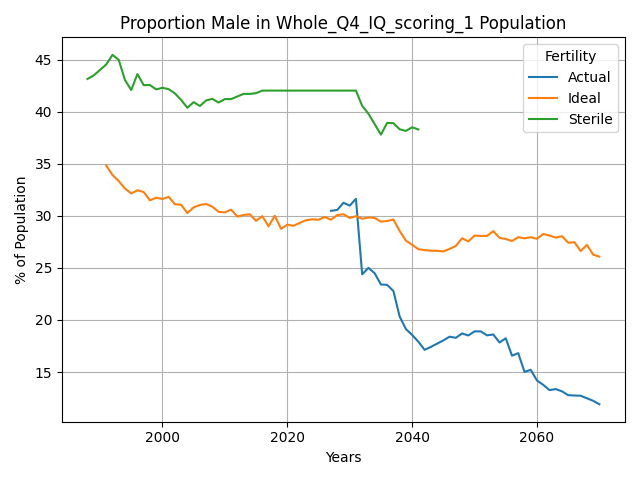 Proportion Male in Whole_Q4_IQ_scoring_1 Population
Fertility
Actual
Ideal
Sterile
% of Population
45
40
35
30
25
20
15
2000
2020
2040
2060
Years